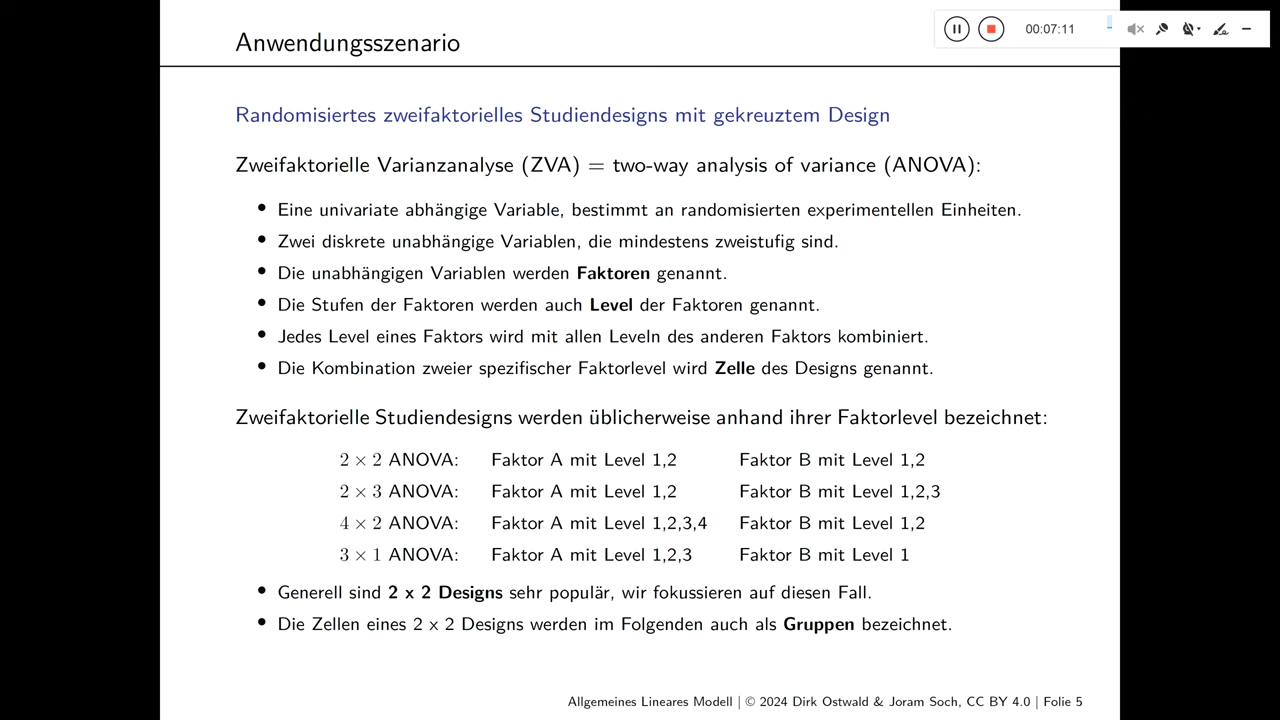 Anwendungsszenario
00:07:11
Randomisiertes zweifaktorielles Studiendesigns mit gekreuztem Design
Zweifaktorielle Varianzanalyse (ZVA) = two-way analysis of variance (ANOVA):
• Eine univariate abhängige Variable, bestimmt an randomisierten experimentellen Einheiten.
• Zwei diskrete unabhängige Variablen, die mindestens zweistufig sind.
• Die unabhängigen Variablen werden Faktoren genannt.
• Die Stufen der Faktoren werden auch Level der Faktoren genannt.
• Jedes Level eines Faktors wird mit allen Leveln des anderen Faktors kombiniert.
• Die Kombination zweier spezifischer Faktorlevel wird Zelle des Designs genannt.
Zweifaktorielle Studiendesigns werden üblicherweise anhand ihrer Faktorlevel bezeichnet:
2 × 2 ANOVA: Faktor A mit Level 1,2 Faktor B mit Level 1,2
2 × 3 ANOVA: Faktor A mit Level 1,2 Faktor B mit Level 1,2,3
4 × 2 ANOVA: Faktor A mit Level 1,2,3,4 Faktor B mit Level 1,2
3 × 1 ANOVA: Faktor A mit Level 1,2,3 Faktor B mit Level 1
• Generell sind 2 x 2 Designs sehr populär, wir fokussieren auf diesen Fall.
• Die Zellen eines 2 x 2 Designs werden im Folgenden auch als Gruppen bezeichnet.
Allgemeines Lineares Modell | © 2024 Dirk Ostwald & Joram Soch, CC BY 4.0 | Folie 5